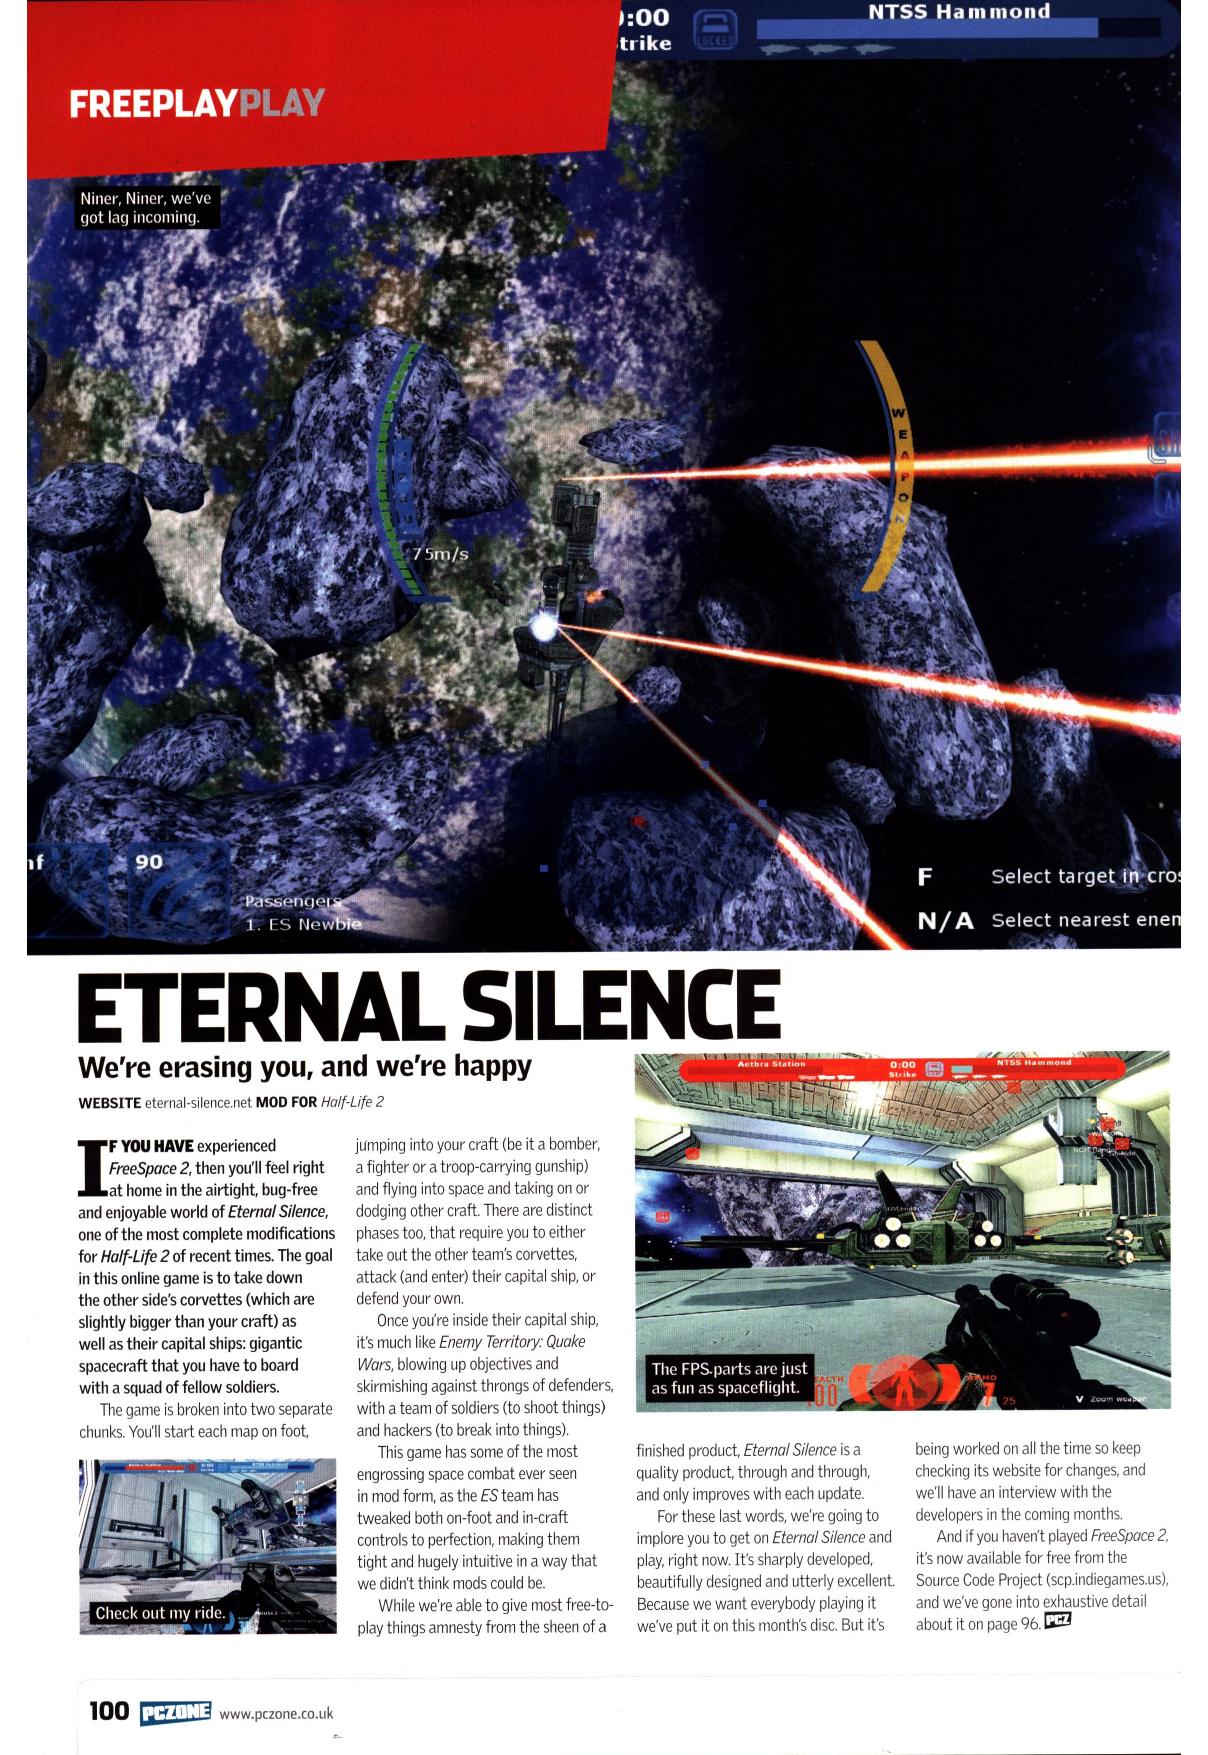 :00
trike
LOCKED
NTSS Hammond
FREEPLAYPLAY
Niner, Niner, we've
got lag incoming.
WEAPON
75m/s
90
Passengers
1. ES Newbie
F Select target in cros
N/A Select nearest enem
ETERNAL SILENCE
We're erasing you, and we're happy
WEBSITE eternal-silence.net MOD FOR Half-Life 2
IF YOU HAVE experienced
FreeSpace 2, then you'll feel right
at home in the airtight, bug-free
and enjoyable world of Eternal Silence,
one of the most complete modifications
for Half-Life 2 of recent times. The goal
in this online game is to take down
the other side's corvettes (which are
slightly bigger than your craft) as
well as their capital ships: gigantic
spacecraft that you have to board
with a squad of fellow soldiers.
The game is broken into two separate
chunks. You'll start each map on foot,
Check out my ride.
jumping into your craft (be it a bomber,
a fighter or a troop-carrying gunship)
and flying into space and taking on or
dodging other craft. There are distinct
phases too, that require you to either
take out the other team's corvettes,
attack (and enter) their capital ship, or
defend your own.
Once you're inside their capital ship,
it's much like Enemy Territory: Quake
Wars, blowing up objectives and
skirmishing against throngs of defenders,
with a team of soldiers (to shoot things)
and hackers (to break into things).
This game has some of the most
engrossing space combat ever seen
in mod form, as the ES team has
tweaked both on-foot and in-craft
controls to perfection, making them
tight and hugely intuitive in a way that
we didn't think mods could be.
While we're able to give most free-to-
play things amnesty from the sheen of a
Aethra Station
0:00
Strike
NTSS Hammond
The FPS parts are just
as fun as spaceflight.
7 25
V Zoom weapon
finished product, Eternal Silence is a
quality product, through and through,
and only improves with each update.
For these last words, we're going to
implore you to get on Eternal Silence and
play, right now. It's sharply developed,
beautifully designed and utterly excellent.
Because we want everybody playing it
we've put it on this month's disc. But it's
being worked on all the time so keep
checking its website for changes, and
we'll have an interview with the
developers in the coming months.
And if you haven't played FreeSpace 2,
it's now available for free from the
Source Code Project (scp.indiegames.us),
and we've gone into exhaustive detail
about it on page 96. PCZ
100 PCZONE www.pczone.co.uk